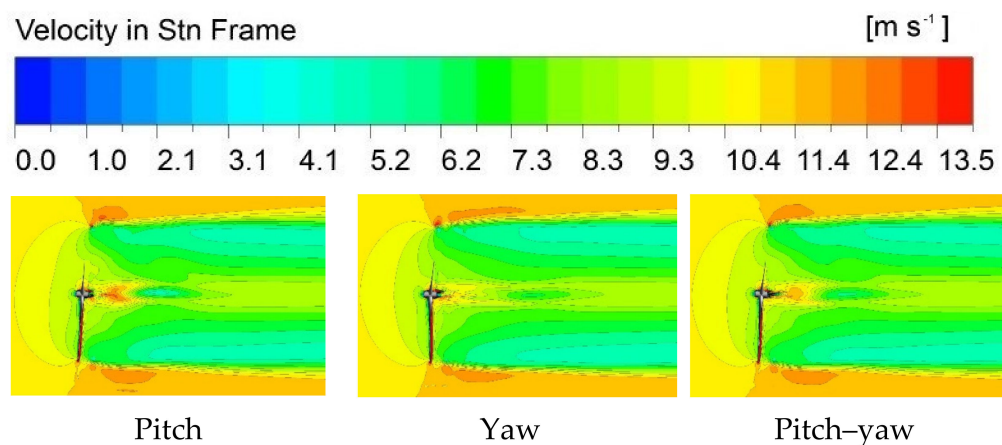 Velocity in Stn Frame [m s⁻¹]
0.0 1.0 2.1 3.1 4.1 5.2 6.2 7.3 8.3 9.3 10.4 11.4 12.4 13.5
Pitch Yaw Pitch–yaw